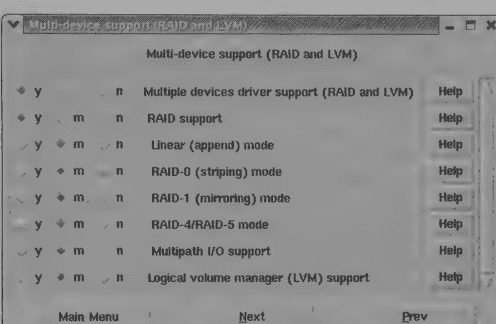 Multi-device support (RAID and LVM)
Multi-device support (RAID and LVM)
y n Multiple devices driver support (RAID and LVM) Help
y m n RAID support Help
y m n Linear (append) mode Help
y m n RAID-0 (striping) mode Help
y m n RAID-1 (mirroring) mode Help
y m n RAID-4/RAID-5 mode Help
y m n Multipath I/O support Help
y m n Logical volume manager (LVM) support Help
Main Menu Next Prev